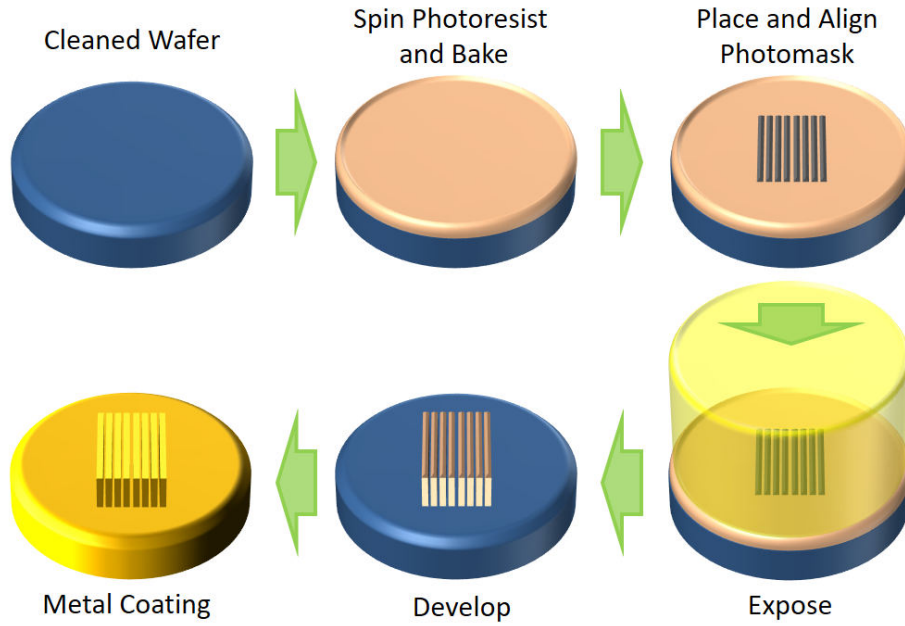 Cleaned Wafer
Spin Photoresist
and Bake
Place and Align
Photomask
Metal Coating
Develop
Expose